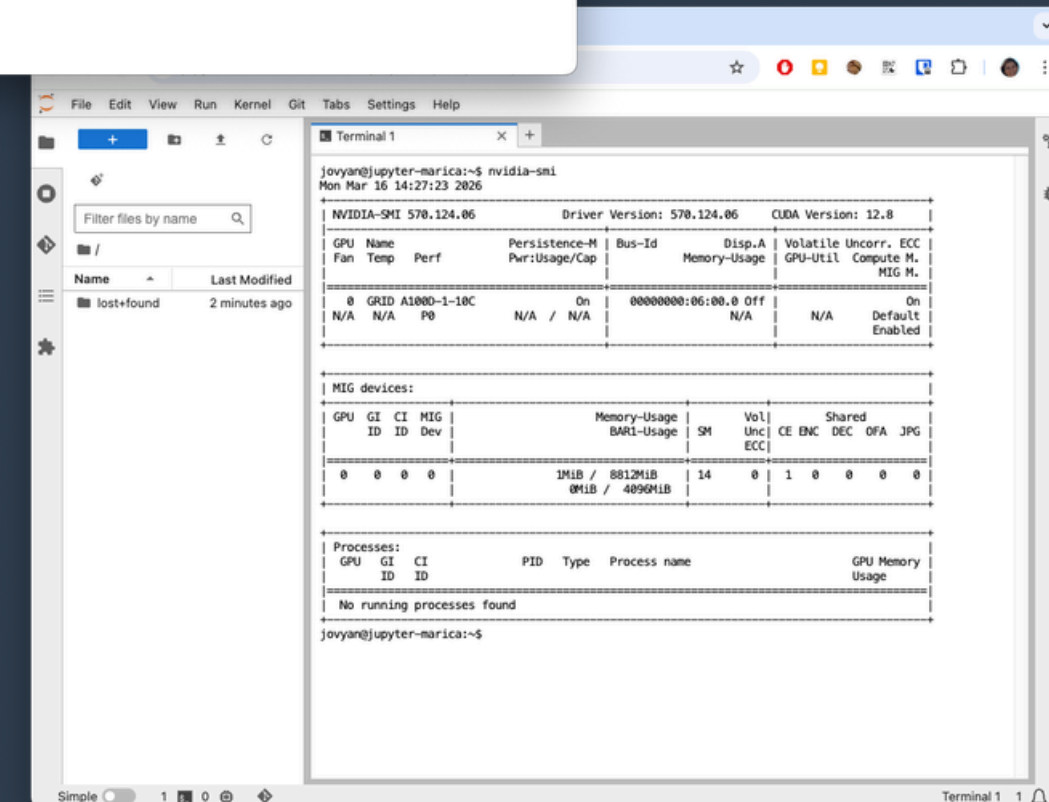 File Edit View Run Kernel Git Tabs Settings Help
Terminal 1
Filter files by name
/
Name Last Modified
lost+found 2 minutes ago
jovyan@jupyter-marica:~$ nvidia-smi
Mon Mar 16 14:27:23 2026
NVIDIA-SMI 570.124.06 Driver Version: 570.124.06 CUDA Version: 12.8
GPU Name Persistence-M | Bus-Id Disp.A | Volatile Uncorr. ECC
Fan Temp Perf Pwr:Usage/Cap | Memory-Usage | GPU-Util Compute M.
MIG M.
0 GRID A100D-1-10C On | 00000000:06:00.0 Off | On
N/A N/A P0 N/A / N/A | N/A | N/A Default
Enabled
MIG devices:
GPU GI CI MIG | Memory-Usage | Vol| Shared
ID ID Dev | BAR1-Usage | SM Unc| CE ENC DEC OFA JPG
ECC|
0 0 0 0 | 1MiB / 8812MiB | 14 0 | 1 0 0 0 0
0MiB / 4096MiB
Processes:
GPU GI CI PID Type Process name GPU Memory
ID ID Usage
No running processes found
jovyan@jupyter-marica:~$
Simple 1 0 Terminal 1 1